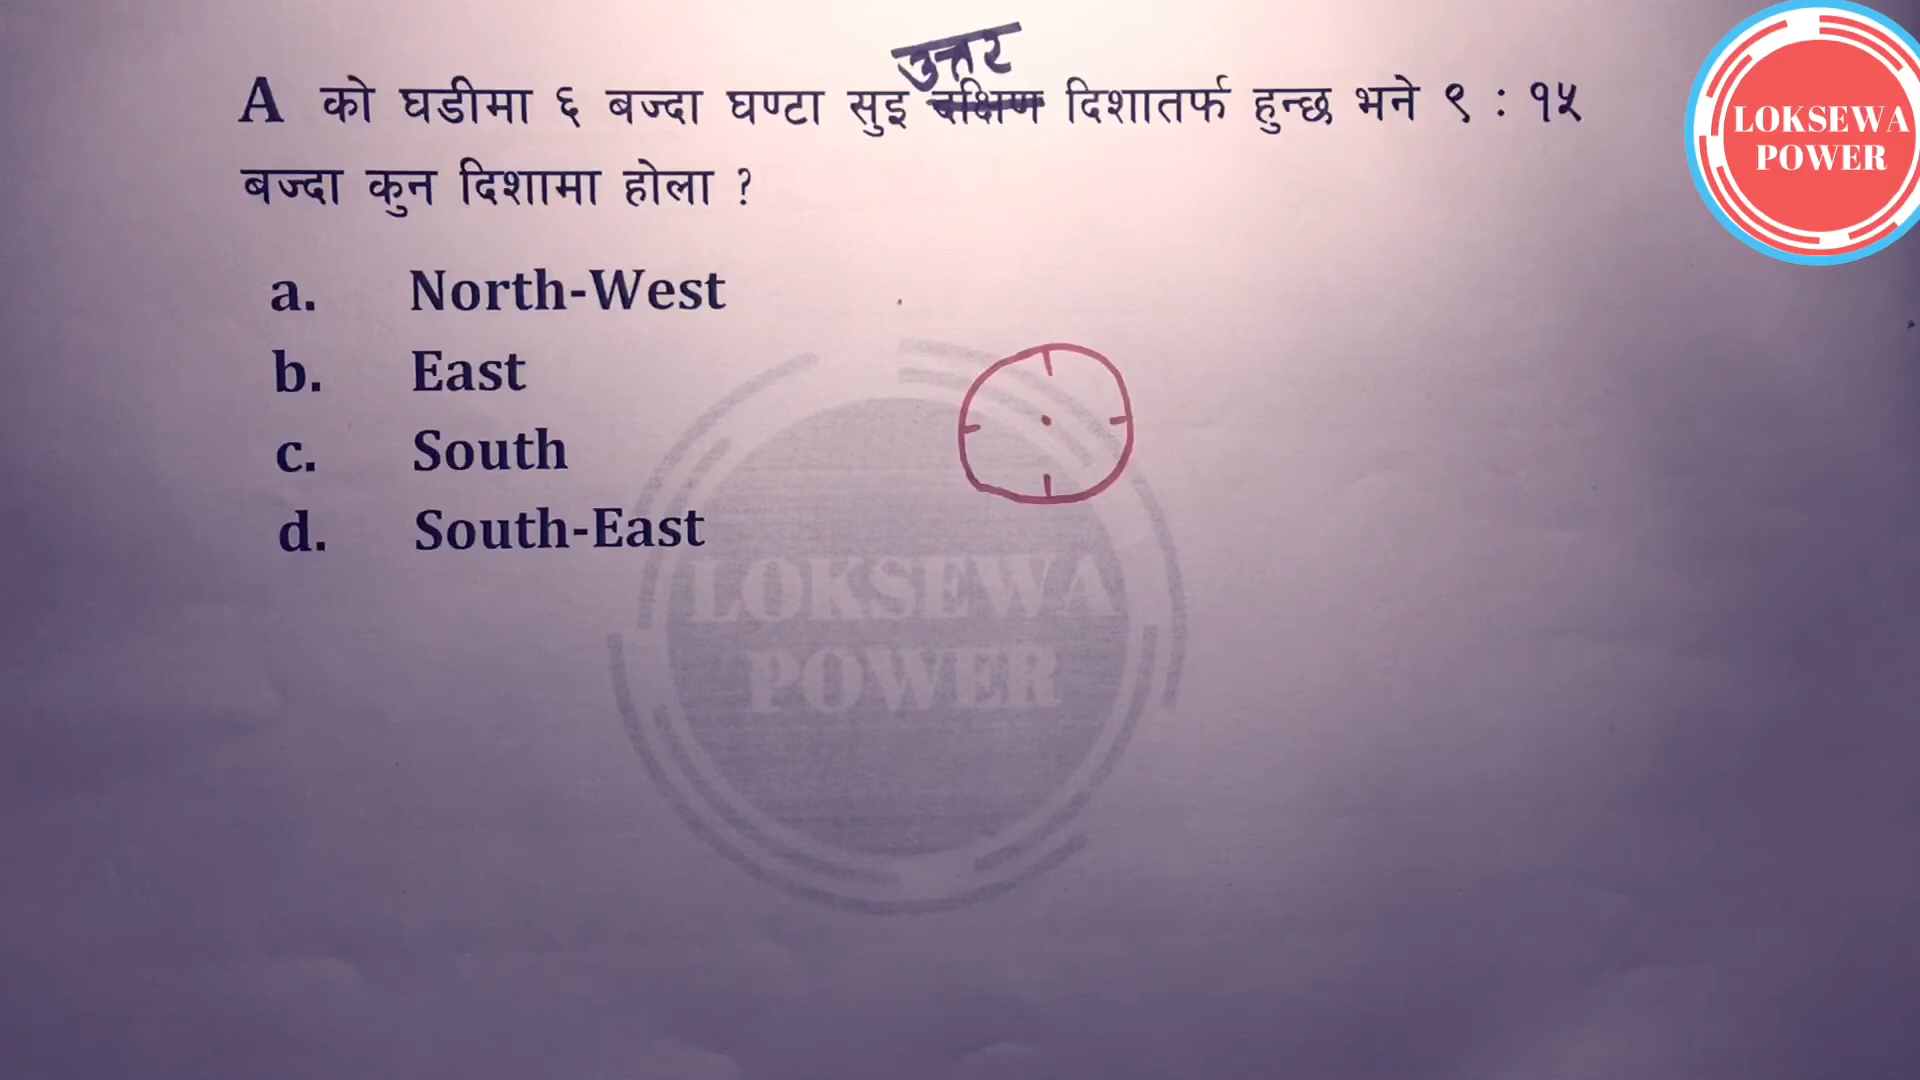 उत्तर
A को घडीमा ६ बज्दा घण्टा सुइ दक्षिण दिशातर्फ हुन्छ भने ९ : १५
बज्दा कुन दिशामा होला ?
a. North-West
b. East
c. South
d. South-East
LOKSEWA
POWER
LOKSEWA
POWER